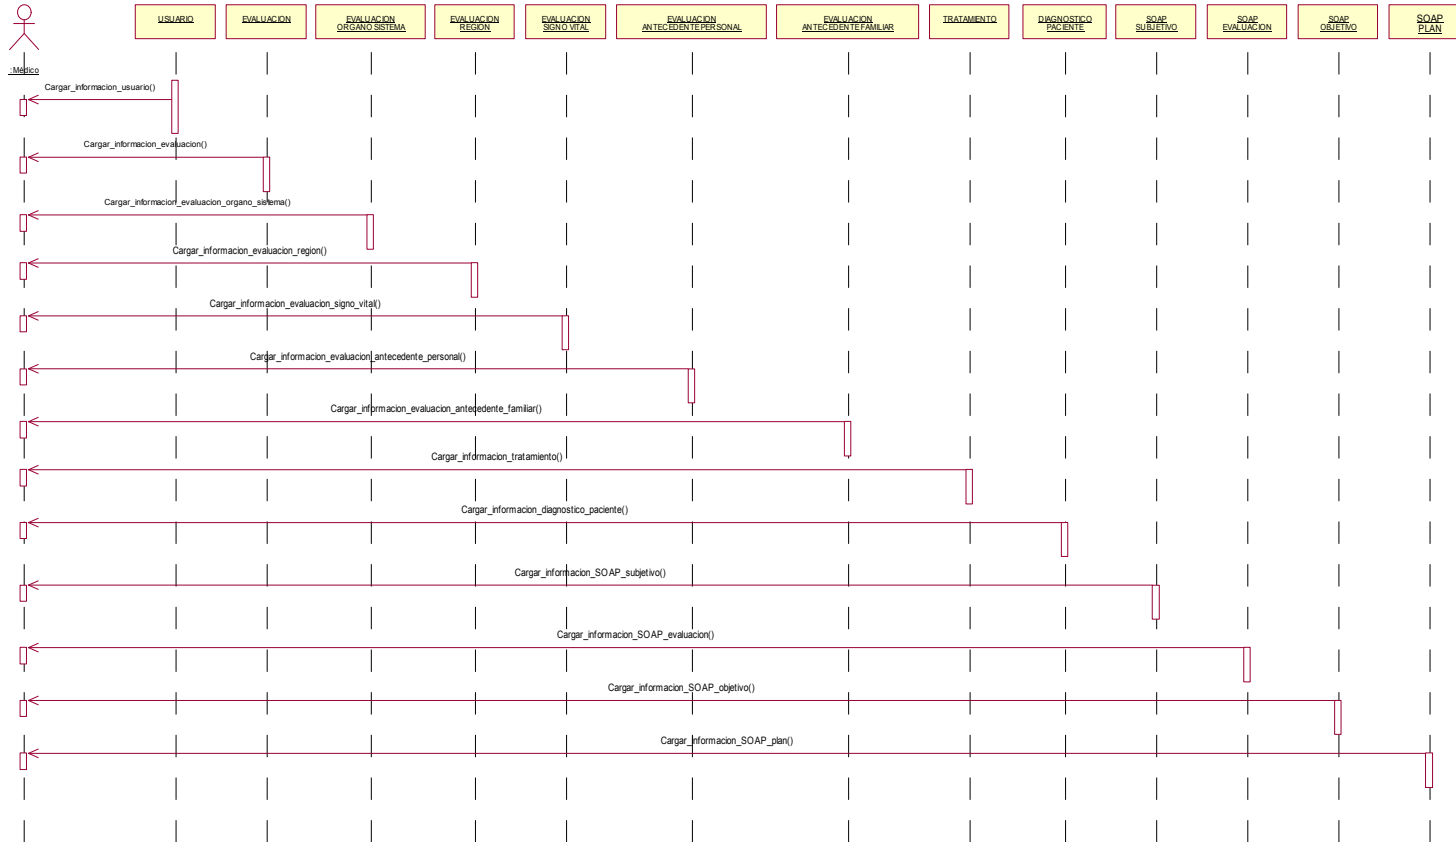 USUARIO
EVALUACION
EVALUACION
ORGANO SISTEMA
EVALUACION
REGION
EVALUACION
SIGNO VITAL
EVALUACION
ANTECEDENTE PERSONAL
EVALUACION
ANTECEDENTE FAMILIAR
TRATAMIENTO
DIAGNOSTICO
PACIENTE
SOAP
SUBJETIVO
SOAP
EVALUACION
SOAP
OBJETIVO
SOAP
PLAN
: Médico
Cargar_informacion_usuario()
Cargar_informacion_evaluacion()
Cargar_informacion_evaluacion_organo_sistema()
Cargar_informacion_evaluacion_region()
Cargar_informacion_evaluacion_signo_vital()
Cargar_informacion_evaluación_antecedente_personal()
Cargar_informacion_evaluacion_antecedente_familiar()
Cargar_informacion_tratamiento()
Cargar_informacion_diagnostico_paciente()
Cargar_informacion_SOAP_subjetivo()
Cargar_informacion_SOAP_evaluacion()
Cargar_informacion_SOAP_objetivo()
Cargar_informacion_SOAP_plan()